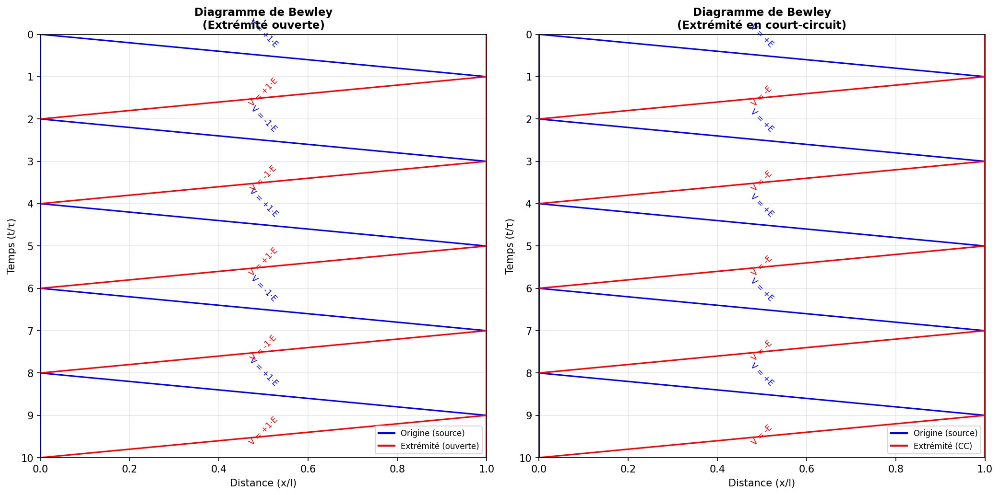 Diagramme de Bewley
(Extrémité ouverte)
0
1
2
3
4
5
6
7
8
9
10
Temps (t/τ)
V = +1·E
V = +1·E
V = -1·E
V = -1·E
V = +1·E
V = +1·E
V = -1·E
V = -1·E
V = +1·E
V = +1·E
Origine (source)
Extrémité (ouverte)
0.0 0.2 0.4 0.6 0.8 1.0
Distance (x/l)
Diagramme de Bewley
(Extrémité en court-circuit)
0
1
2
3
4
5
6
7
8
9
10
Temps (t/τ)
V = +E
V = -E
V = +E
V = -E
V = +E
V = -E
V = +E
V = -E
V = +E
V = -E
Origine (source)
Extrémité (CC)
0.0 0.2 0.4 0.6 0.8 1.0
Distance (x/l)